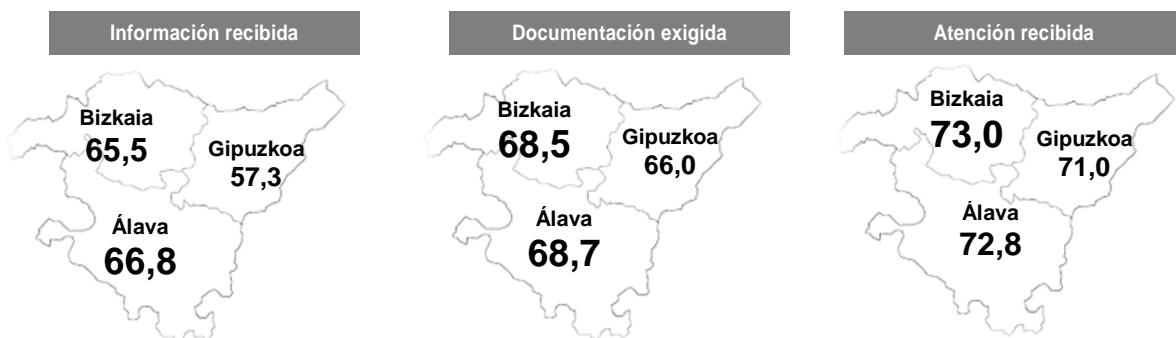 Información recibida
Bizkaia
65,5
Gipuzkoa
57,3
Álava
66,8
Documentación exigida
Bizkaia
68,5
Gipuzkoa
66,0
Álava
68,7
Atención recibida
Bizkaia
73,0
Gipuzkoa
71,0
Álava
72,8